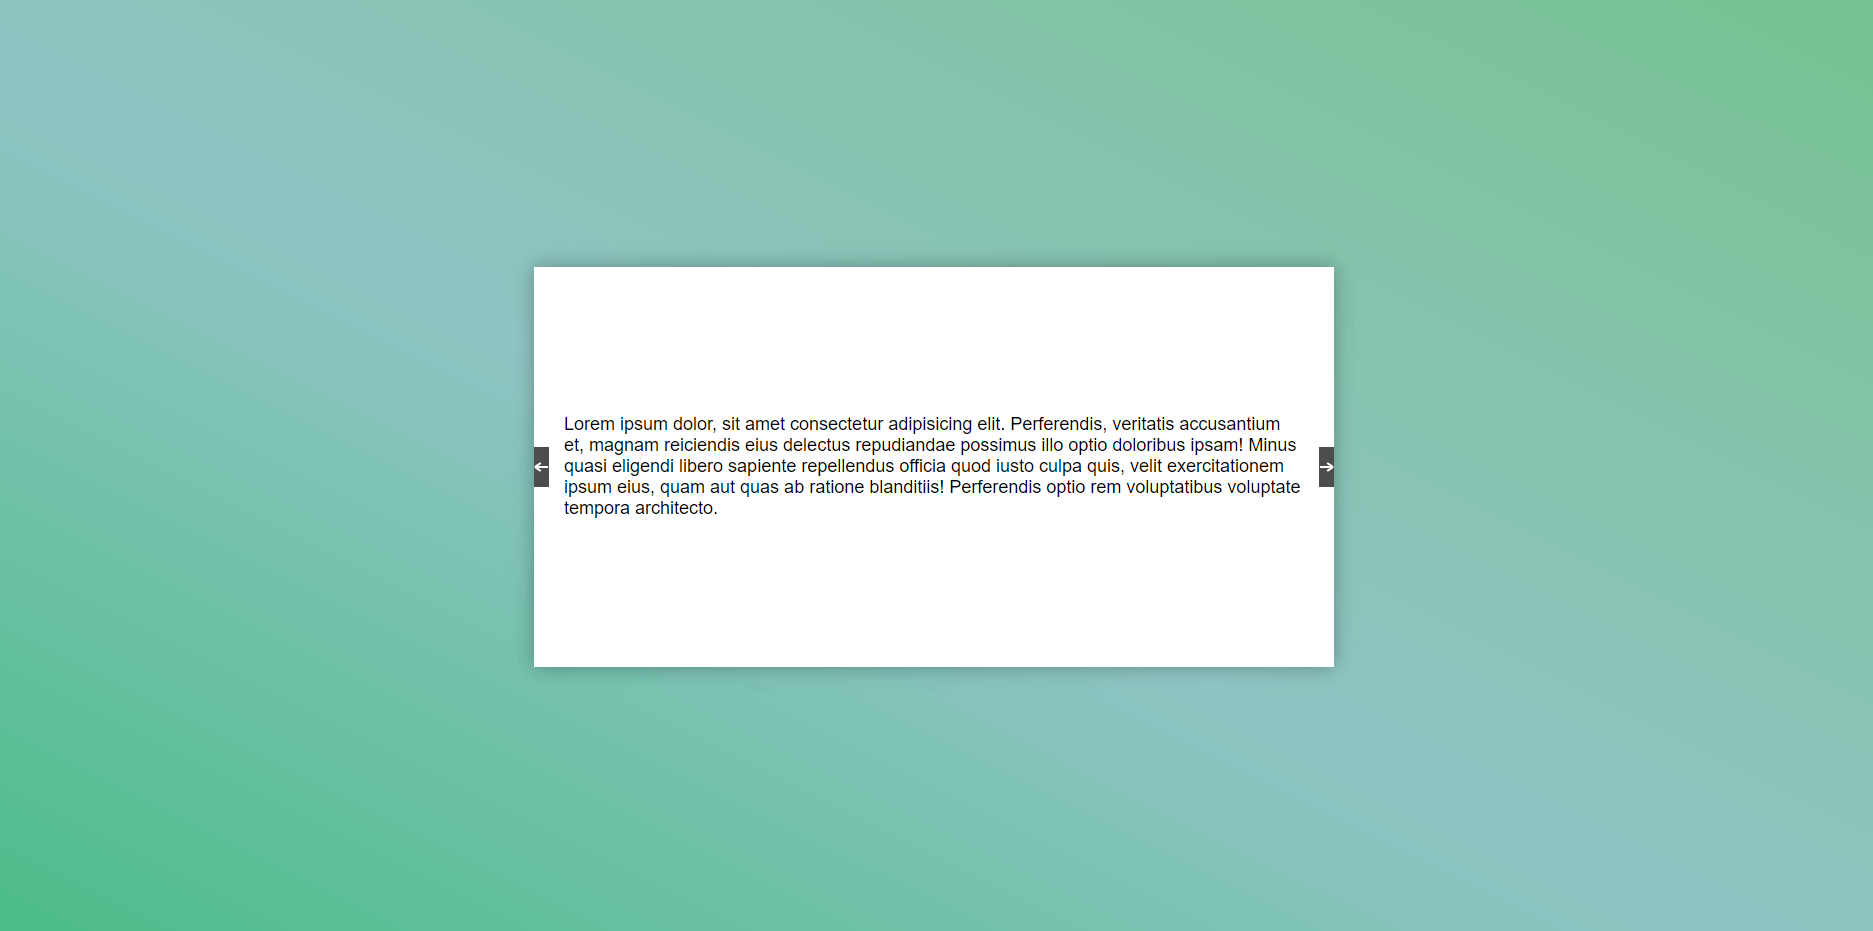 Lorem ipsum dolor, sit amet consectetur adipisicing elit. Perferendis, veritatis accusantium
et, magnam reiciendis eius delectus repudiandae possimus illo optio doloribus ipsam! Minus
quasi eligendi libero sapiente repellendus officia quod iusto culpa quis, velit exercitationem
ipsum eius, quam aut quas ab ratione blanditiis! Perferendis optio rem voluptatibus voluptate
tempora architecto.